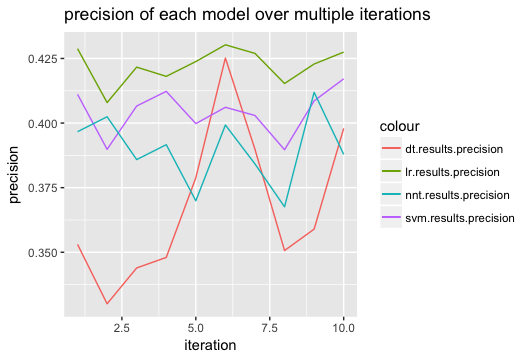 precision of each model over multiple iterations
0.425
0.400
0.375
0.350
precision
2.5
5.0
7.5
10.0
iteration
colour
dt.results.precision
lr.results.precision
nnt.results.precision
svm.results.precision